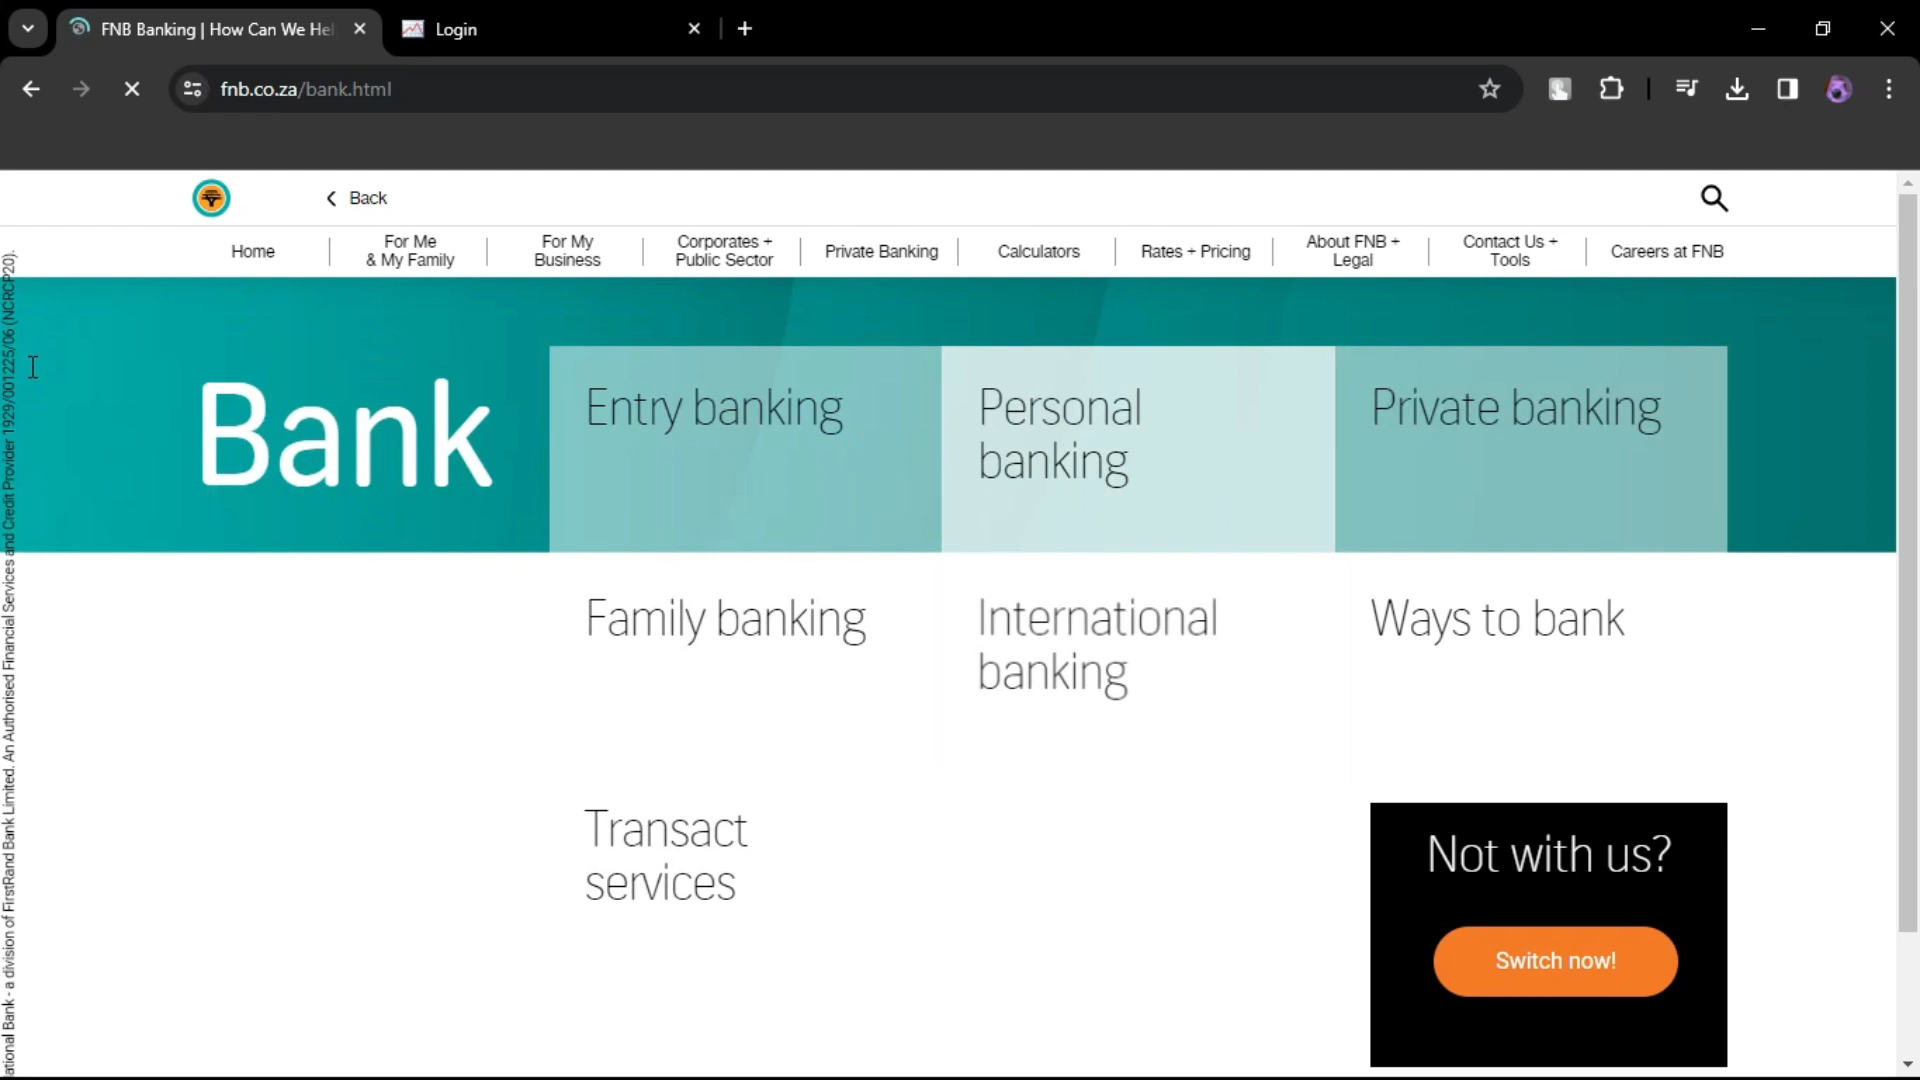 FNB Banking | How Can We Hel
Login
fnb.co.za/bank.html
Back
Home
For Me
& My Family
For My
Business
Corporates +
Public Sector
Private Banking
Calculators
Rates + Pricing
About FNB +
Legal
Contact Us +
Tools
Careers at FNB
Bank
Entry banking
Personal
banking
Private banking
Family banking
International
banking
Ways to bank
Transact
services
Not with us?
Switch now!
ational Bank - a division of FirstRand Bank Limited. An Authorised Financial Services and Credit Provider 1929/001225/06 (NCRCP20).